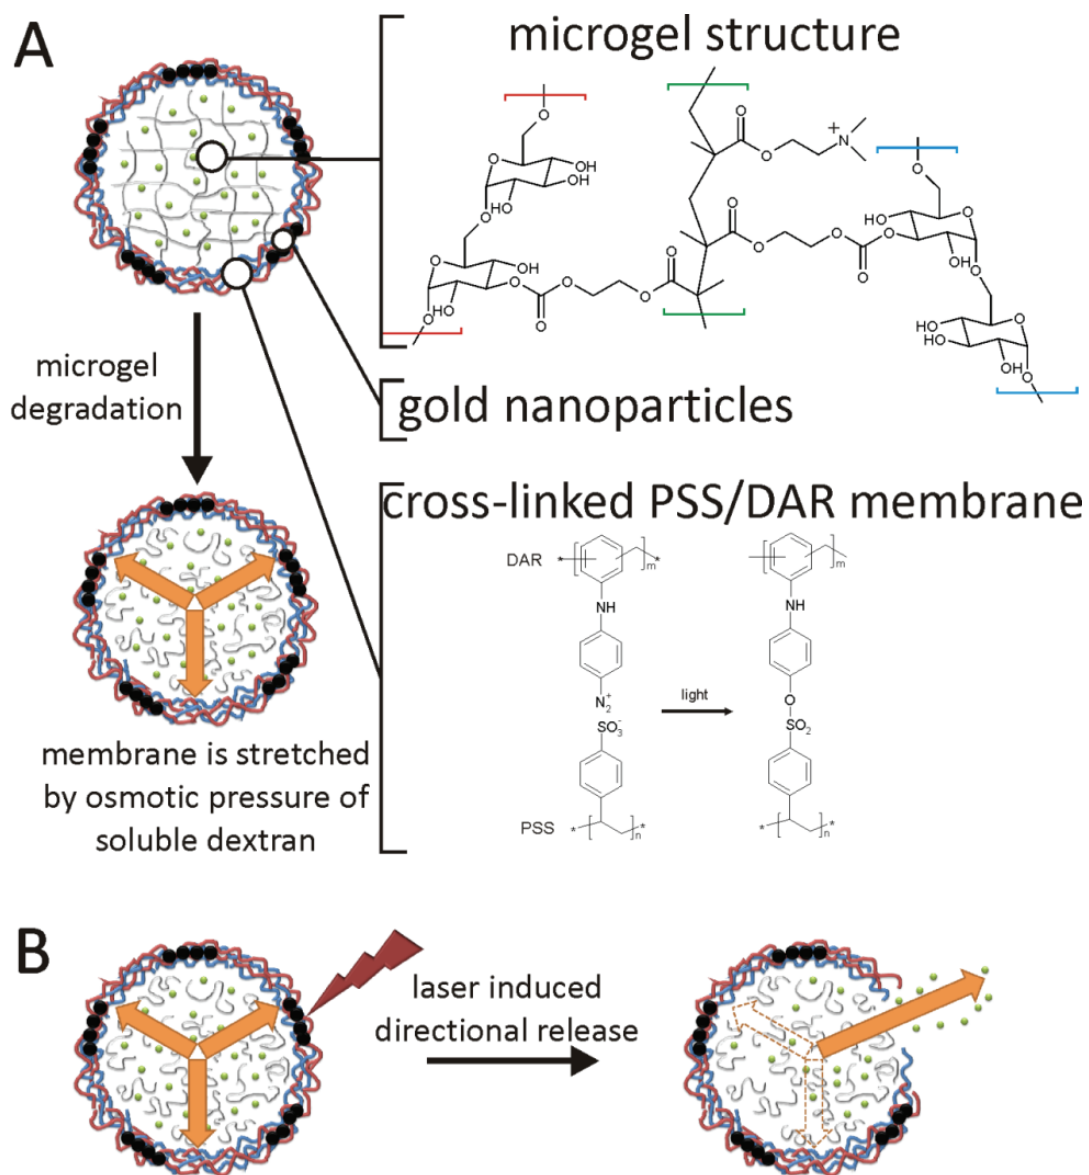 A
microgel structure
microgel
degradation
gold nanoparticles
cross-linked PSS/DAR membrane
DAR
* * m
NH
N2+
SO3-
PSS
* * n
light
m
NH
O
SO2
* * n
membrane is stretched
by osmotic pressure of
soluble dextran
B
laser induced
directional release